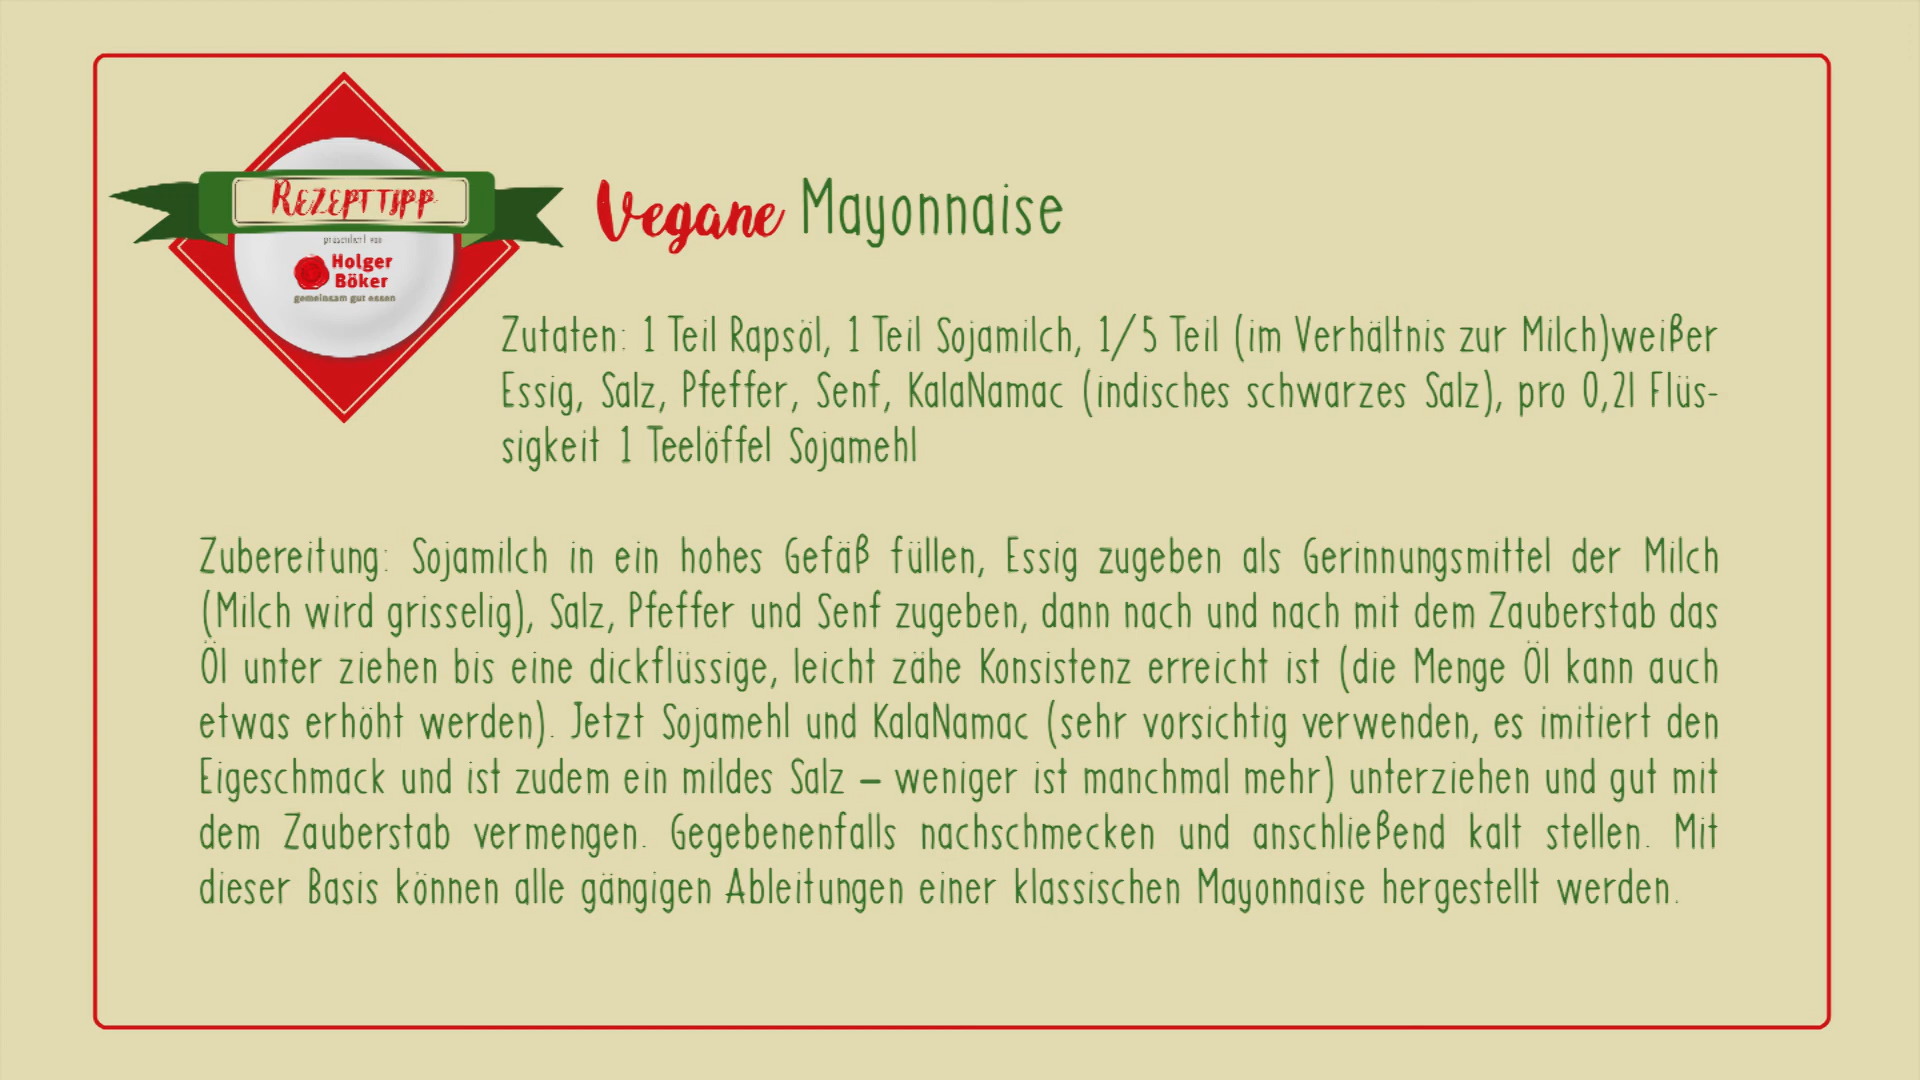 REZEPTTIPP
präsentiert von
Holger
Böker
gemeinsam gut essen
Vegane Mayonnaise
Zutaten: 1 Teil Rapsöl, 1 Teil Sojamilch, 1/5 Teil (im Verhältnis zur Milch)weißer
Essig, Salz, Pfeffer, Senf, KalaNamac (indisches schwarzes Salz), pro 0,2l Flüs-
sigkeit 1 Teelöffel Sojamehl
Zubereitung: Sojamilch in ein hohes Gefäß füllen, Essig zugeben als Gerinnungsmittel der Milch
(Milch wird grisselig), Salz, Pfeffer und Senf zugeben, dann nach und nach mit dem Zauberstab das
Öl unter ziehen bis eine dickflüssige, leicht zähe Konsistenz erreicht ist (die Menge Öl kann auch
etwas erhöht werden). Jetzt Sojamehl und KalaNamac (sehr vorsichtig verwenden, es imitiert den
Eigeschmack und ist zudem ein mildes Salz – weniger ist manchmal mehr) unterziehen und gut mit
dem Zauberstab vermengen. Gegebenenfalls nachschmecken und anschließend kalt stellen. Mit
dieser Basis können alle gängigen Ableitungen einer klassischen Mayonnaise hergestellt werden.